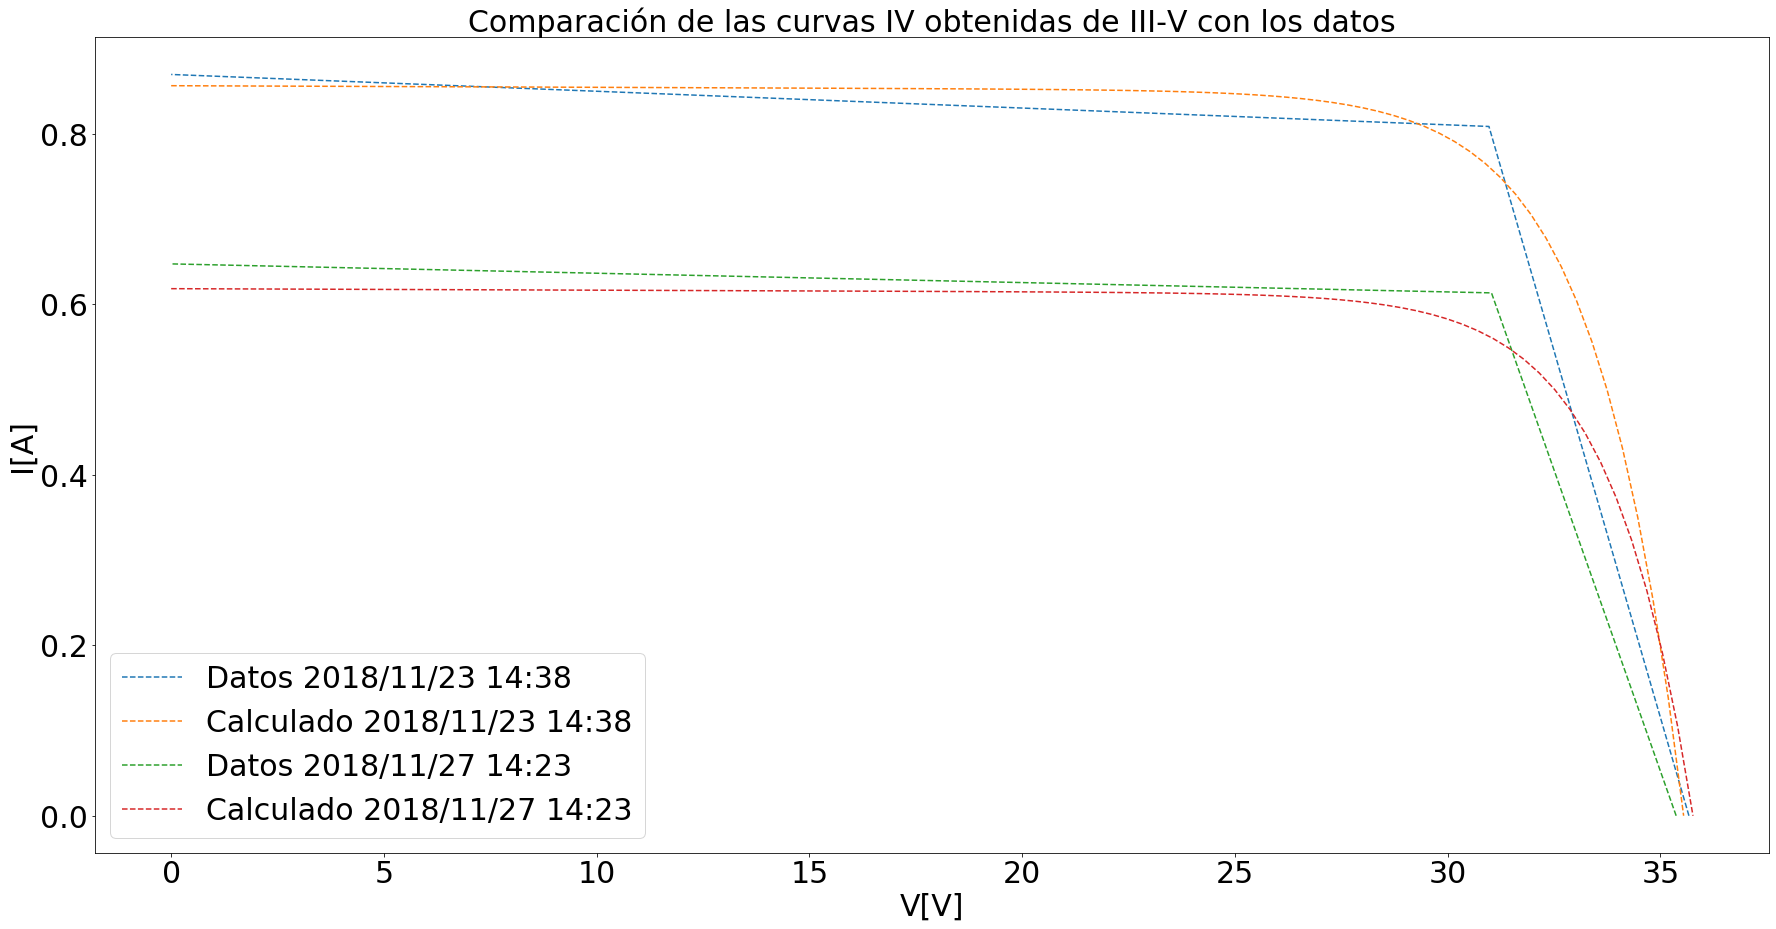 Comparación de las curvas IV obtenidas de III-V con los datos
I[A]
0.8
0.6
0.4
0.2
0.0
Datos 2018/11/23 14:38
Calculado 2018/11/23 14:38
Datos 2018/11/27 14:23
Calculado 2018/11/27 14:23
0 5 10 15 20 25 30 35
V[V]